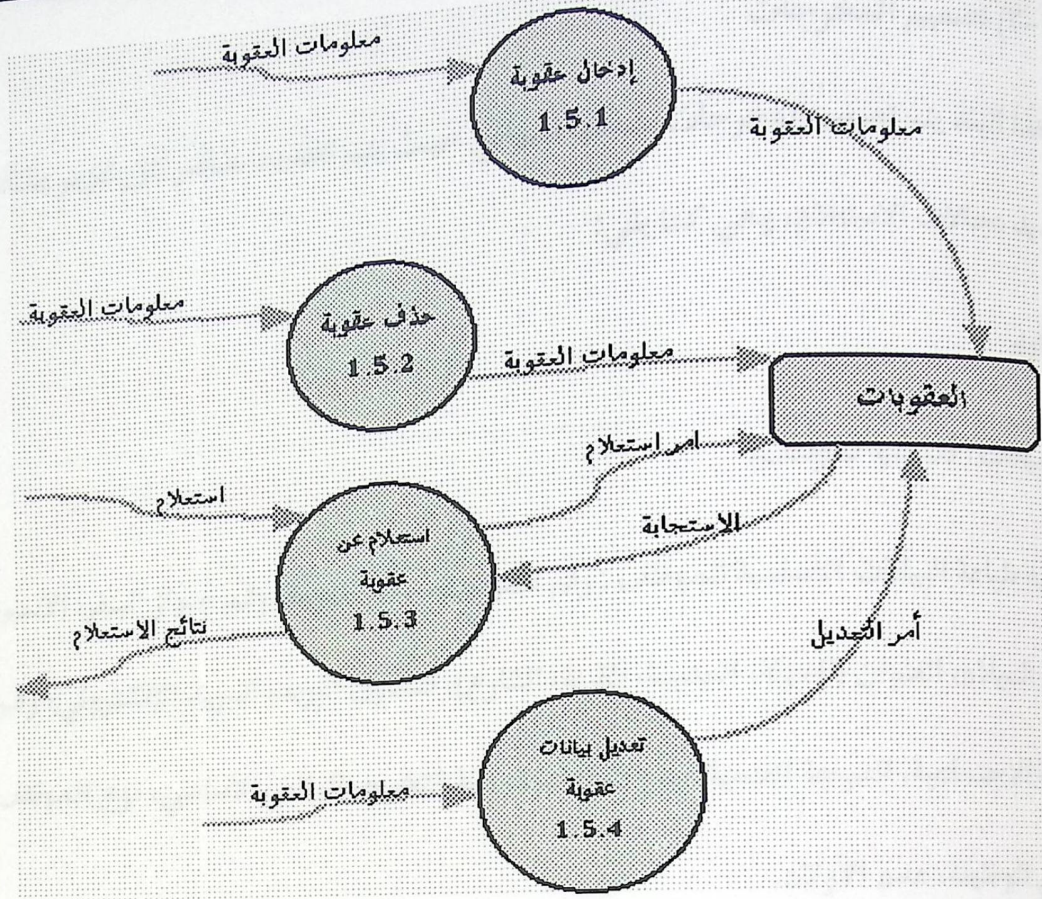 معلومات العقوبة
إدخال عقوبة
1.5.1
معلومات العقوبة
معلومات العقوبة
حذف عقوبة
1.5.2
معلومات العقوبة
العقوبات
امر استعلام
استعلام
الاستجابة
استعلام عن
عقوبة
1.5.3
نتائج الاستعلام
أمر التعديل
تعديل بيانات
عقوبة
1.5.4
معلومات العقوبة